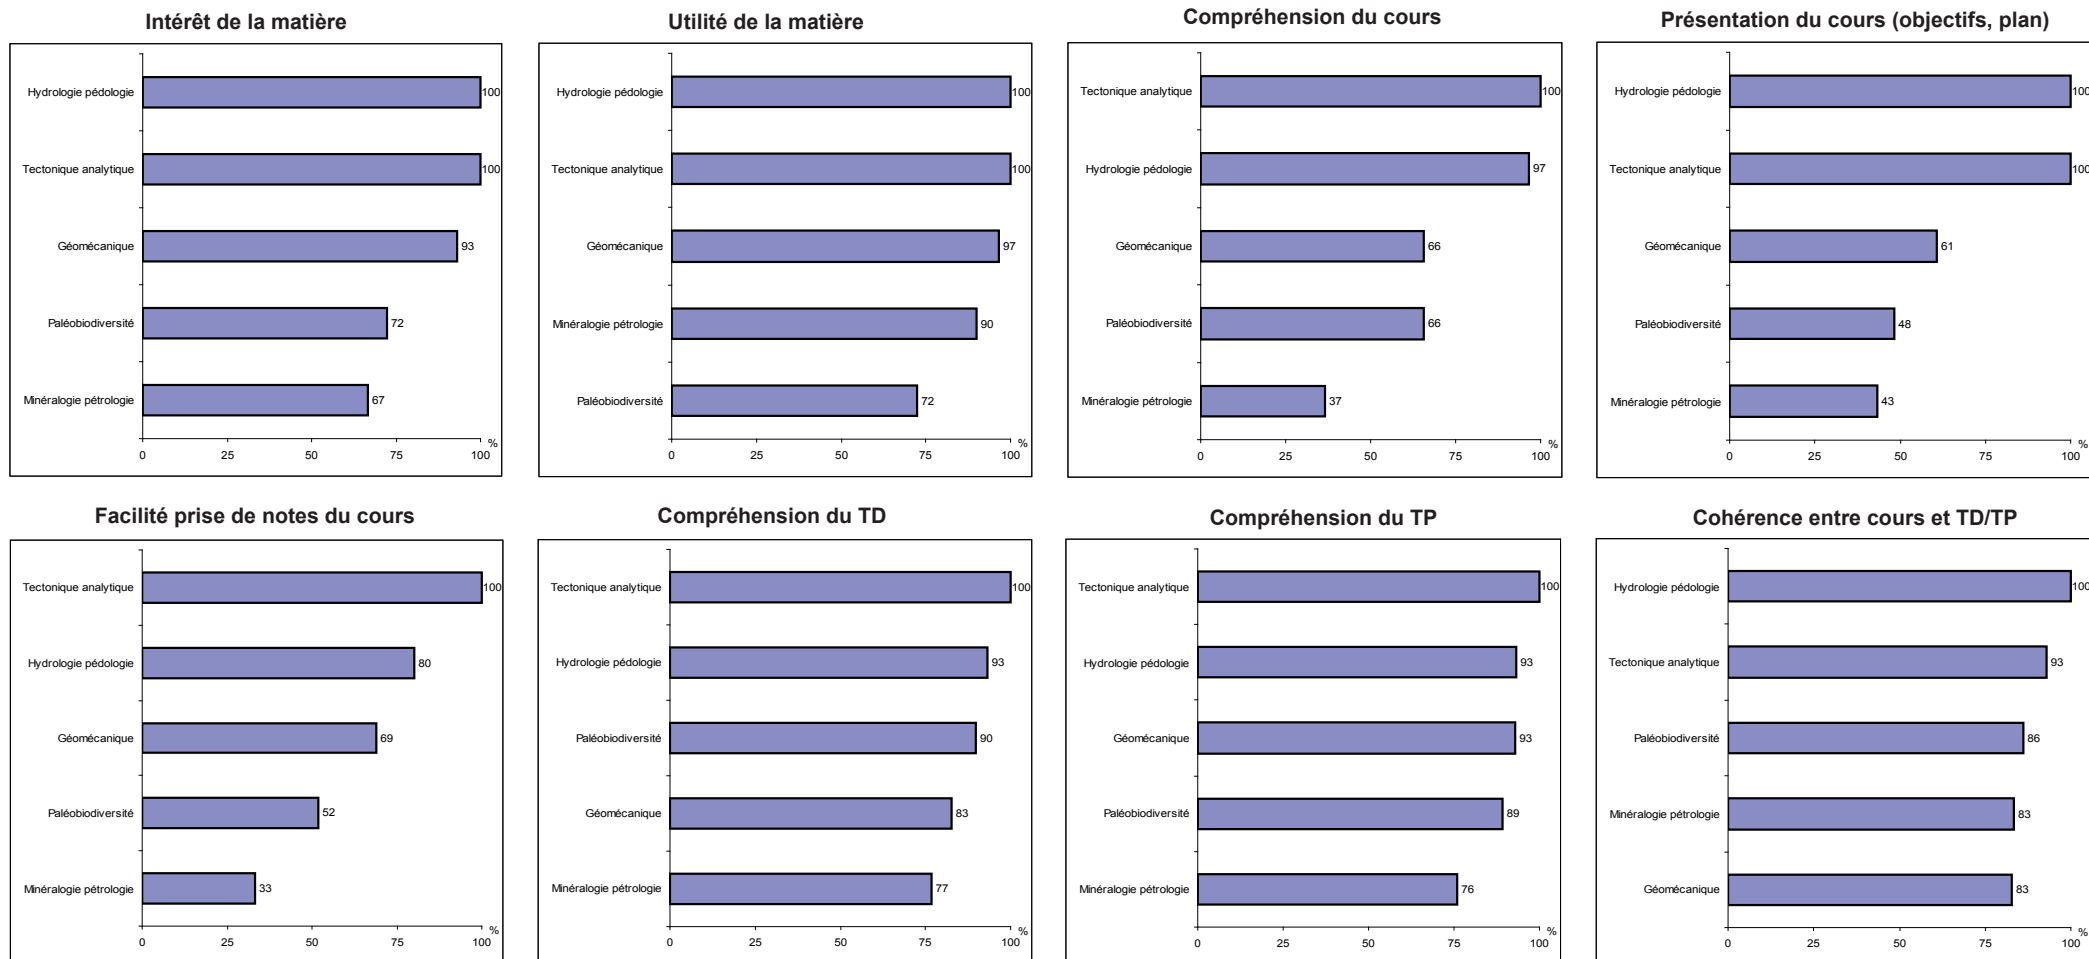 Intérêt de la matière
Hydrologie pédologie 100
Tectonique analytique 100
Géomécanique 93
Paléobiodiversité 72
Minéralogie pétrologie 67
%
0 25 50 75 100
Utilité de la matière
Hydrologie pédologie 100
Tectonique analytique 100
Géomécanique 97
Minéralogie pétrologie 90
Paléobiodiversité 72
%
0 25 50 75 100
Compréhension du cours
Tectonique analytique 100
Hydrologie pédologie 97
Géomécanique 66
Paléobiodiversité 66
Minéralogie pétrologie 37
%
0 25 50 75 100
Présentation du cours (objectifs, plan)
Hydrologie pédologie 100
Tectonique analytique 100
Géomécanique 61
Paléobiodiversité 48
Minéralogie pétrologie 43
%
0 25 50 75 100
Facilité prise de notes du cours
Tectonique analytique 100
Hydrologie pédologie 80
Géomécanique 69
Paléobiodiversité 52
Minéralogie pétrologie 33
%
0 25 50 75 100
Compréhension du TD
Tectonique analytique 100
Hydrologie pédologie 93
Paléobiodiversité 90
Géomécanique 83
Minéralogie pétrologie 77
%
0 25 50 75 100
Compréhension du TP
Tectonique analytique 100
Hydrologie pédologie 93
Géomécanique 93
Paléobiodiversité 89
Minéralogie pétrologie 76
%
0 25 50 75 100
Cohérence entre cours et TD/TP
Hydrologie pédologie 100
Tectonique analytique 93
Paléobiodiversité 86
Minéralogie pétrologie 83
Géomécanique 83
%
0 25 50 75 100